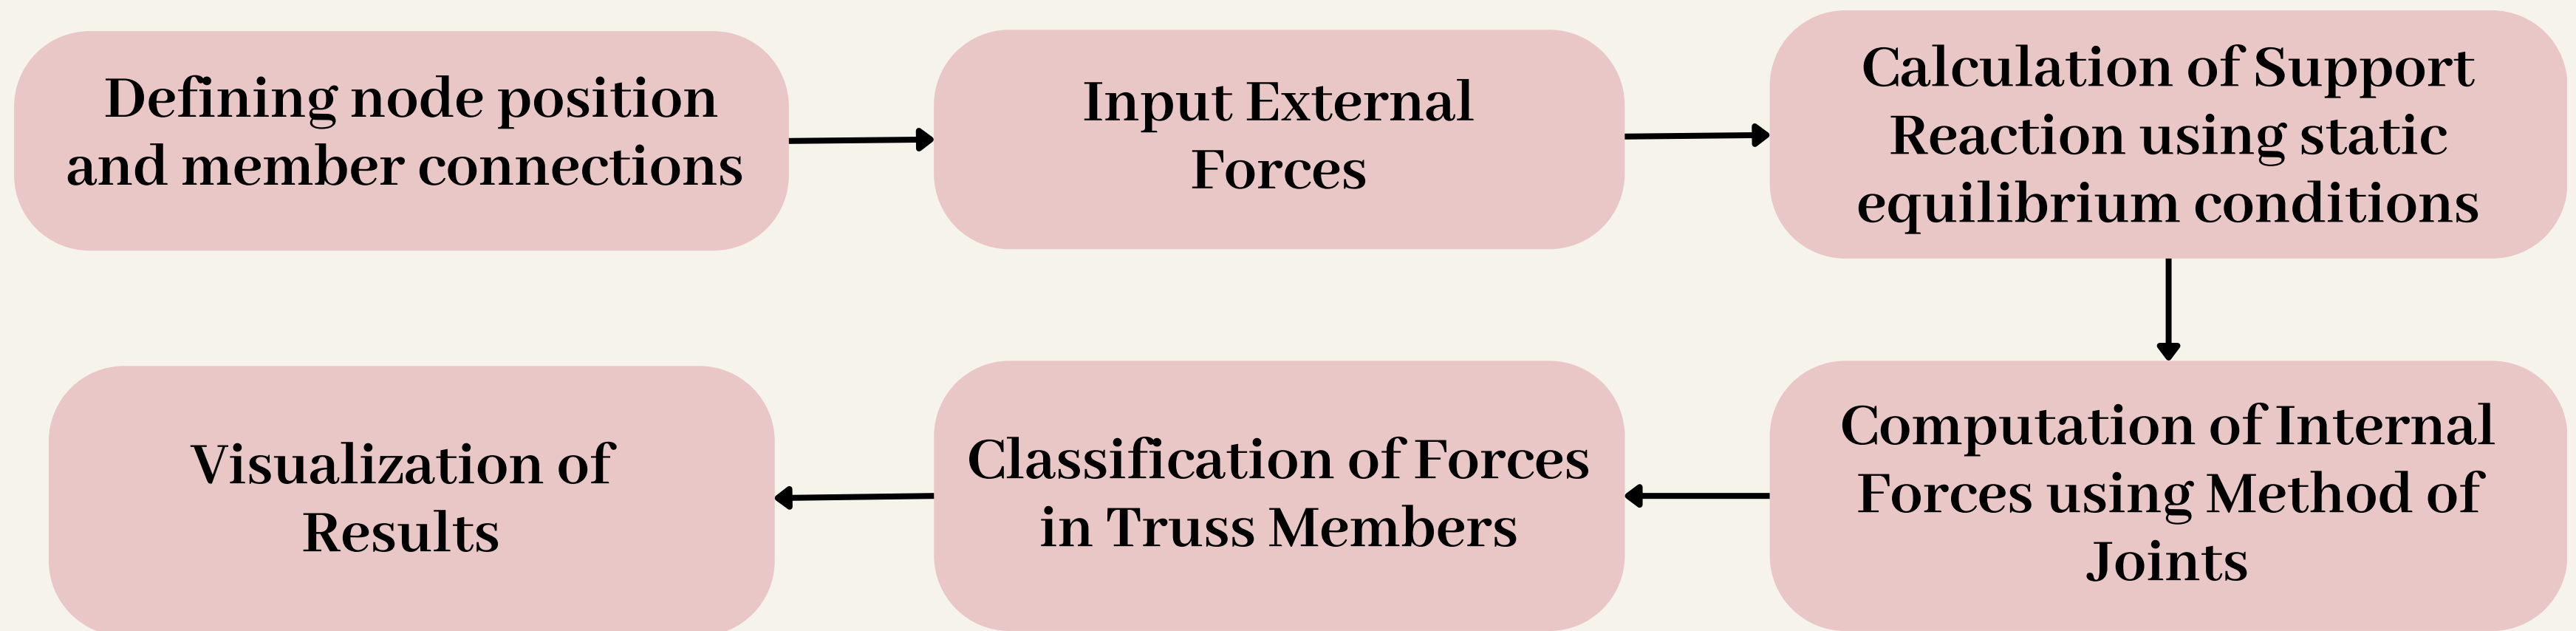 Defining node position
and member connections
Input External
Forces
Calculation of Support
Reaction using static
equilibrium conditions
Computation of Internal
Forces using Method of
Joints
Classification of Forces
in Truss Members
Visualization of
Results